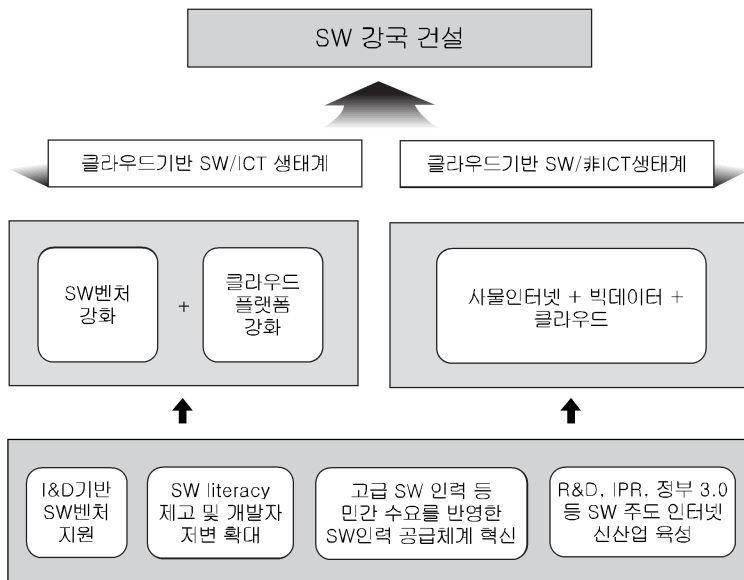 SW 강국 건설
클라우드기반 SW/ICT 생태계
클라우드기반 SW/非ICT생태계
SW벤처
강화
+
클라우드
플랫폼
강화
사물인터넷 + 빅데이터 +
클라우드
I&D기반
SW벤처
지원
SW literacy
제고 및 개발자
저변 확대
고급 SW 인력 등
민간 수요를 반영한
SW인력 공급체계 혁신
R&D, IPR, 정부 3.0
등 SW 주도 인터넷
신산업 육성